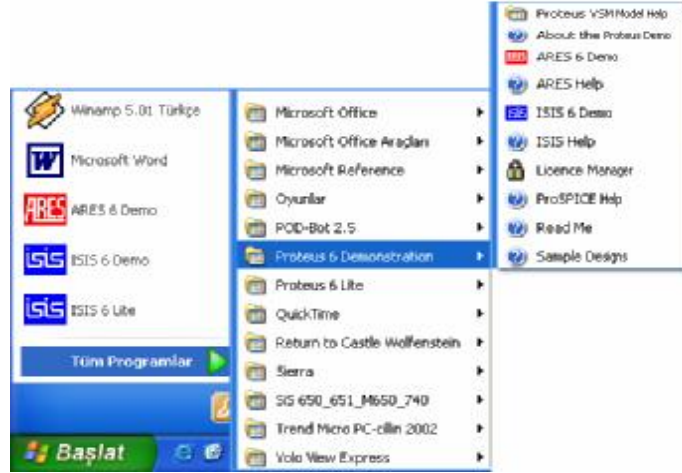 Winamp 5.01 Türkçe
Microsoft Word
ARES
ARES 6 Demo
isis
ISIS 6 Demo
isis
ISIS 6 Lite
Tüm Programlar
Başlat
Microsoft Office
Microsoft Office Araçları
Microsoft Reference
Oyunlar
POD-Bot 2.5
Proteus 6 Demonstration
Proteus 6 Lite
QuickTime
Return to Castle Wolfenstein
Sierra
SiS 650_651_M650_740
Trend Micro PC-cillin 2002
Volo View Express
Proteus VSM Model Help
About the Proteus Demo
ARES 6 Demo
ARES Help
ISIS 6 Demo
ISIS Help
Licence Manager
ProSPICE Help
Read Me
Sample Designs